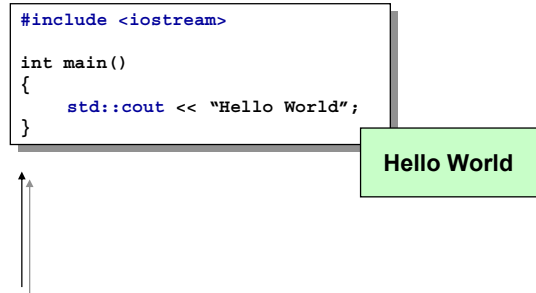 #include <iostream>
int main()
{
std::cout << “Hello World”;
}
Hello World